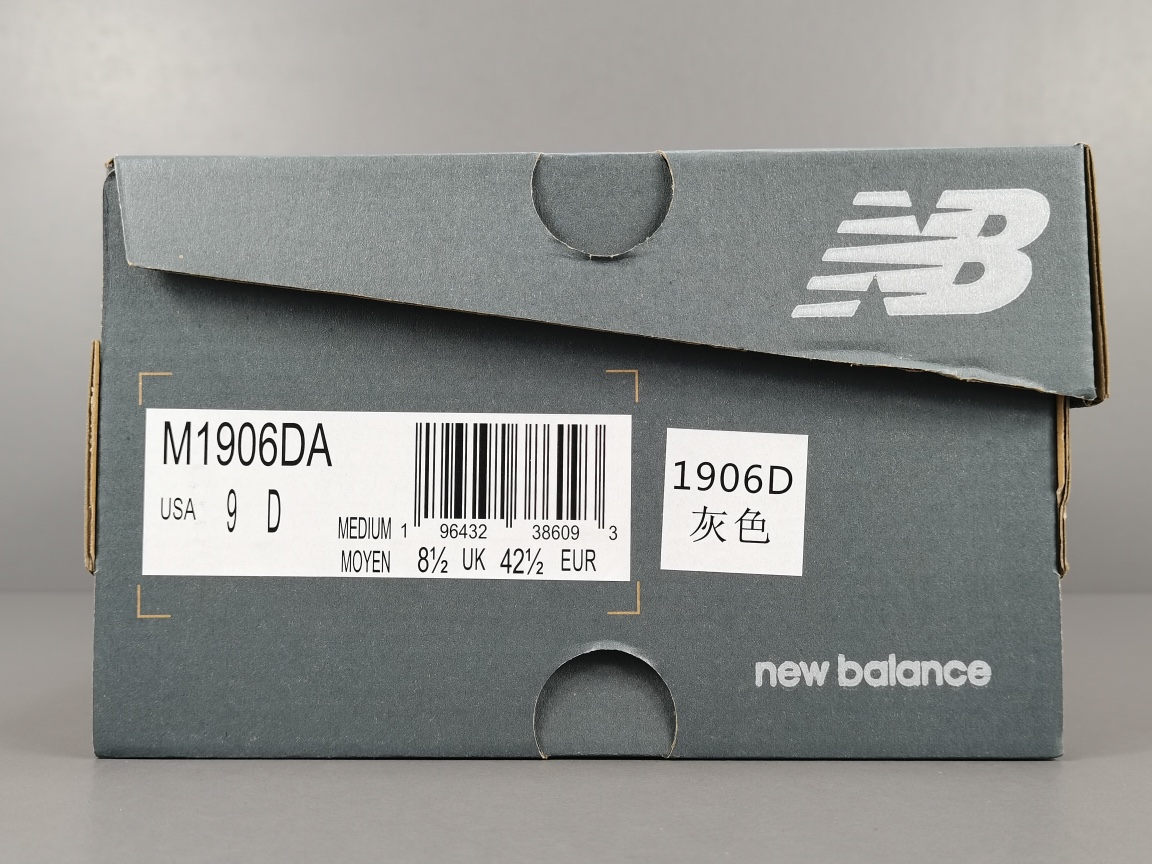 NB
M1906DA
USA 9 D
MEDIUM 1 96432 38609 3
MOYEN 8½ UK 42½ EUR
1906D
灰色
new balance